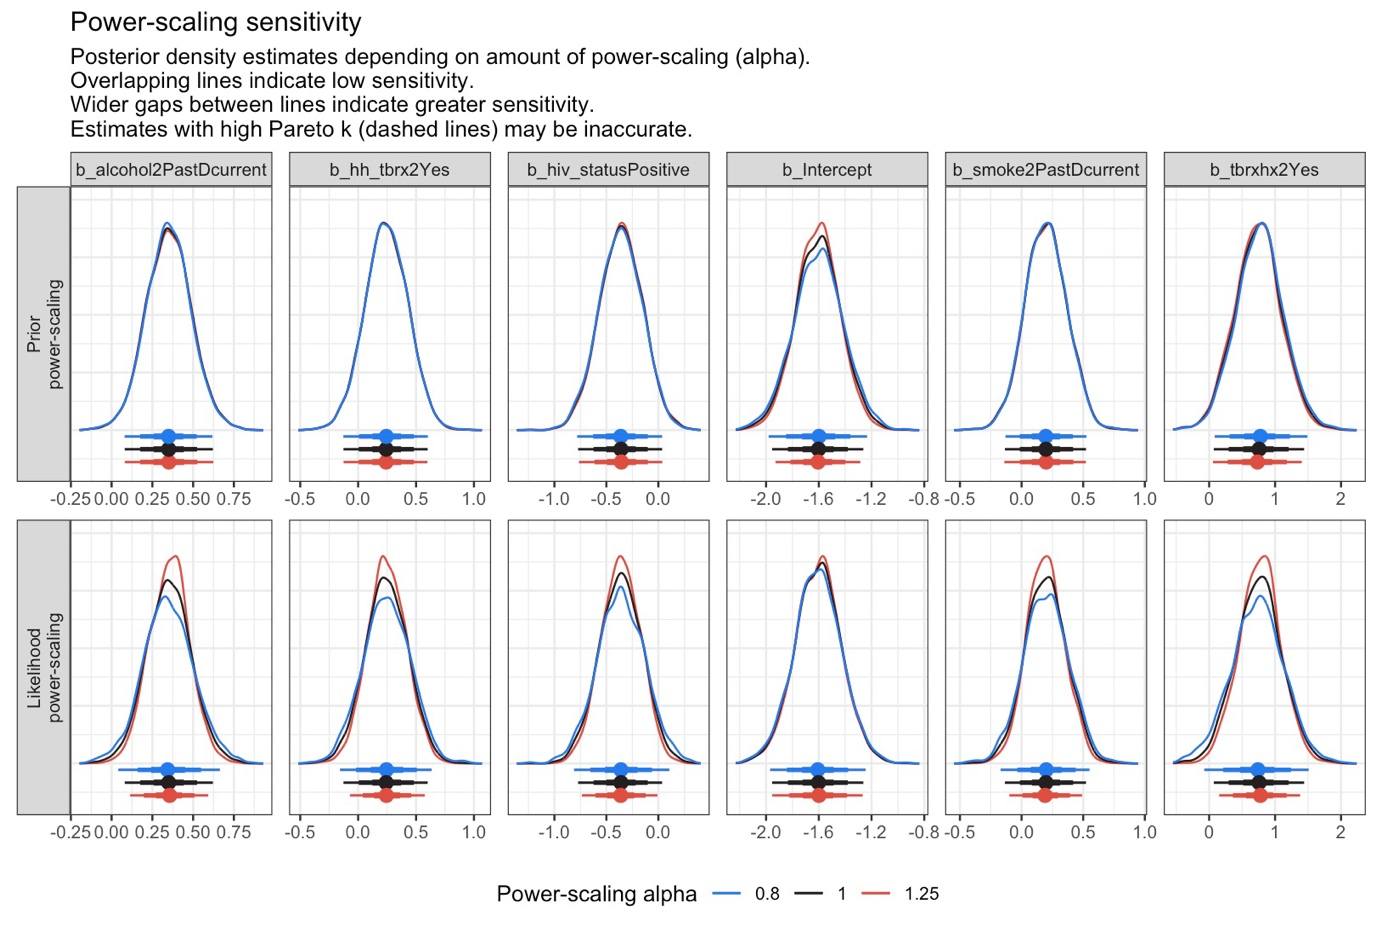 Power-scaling sensitivity
Posterior density estimates depending on amount of power-scaling (alpha).
Overlapping lines indicate low sensitivity.
Wider gaps between lines indicate greater sensitivity.
Estimates with high Pareto k (dashed lines) may be inaccurate.
b_alcohol2PastDcurrent b_hh_tbrx2Yes b_hiv_statusPositive b_Intercept b_smoke2PastDcurrent b_tbrxhx2Yes
Prior
power-scaling
-0.25 0.00 0.25 0.50 0.75 -0.5 0.0 0.5 1.0 -1.0 -0.5 0.0 -2.0 -1.6 -1.2 -0.8 -0.5 0.0 0.5 1.0 0 1 2
Likelihood
power-scaling
-0.25 0.00 0.25 0.50 0.75 -0.5 0.0 0.5 1.0 -1.0 -0.5 0.0 -2.0 -1.6 -1.2 -0.8 -0.5 0.0 0.5 1.0 0 1 2
Power-scaling alpha 0.8 1 1.25